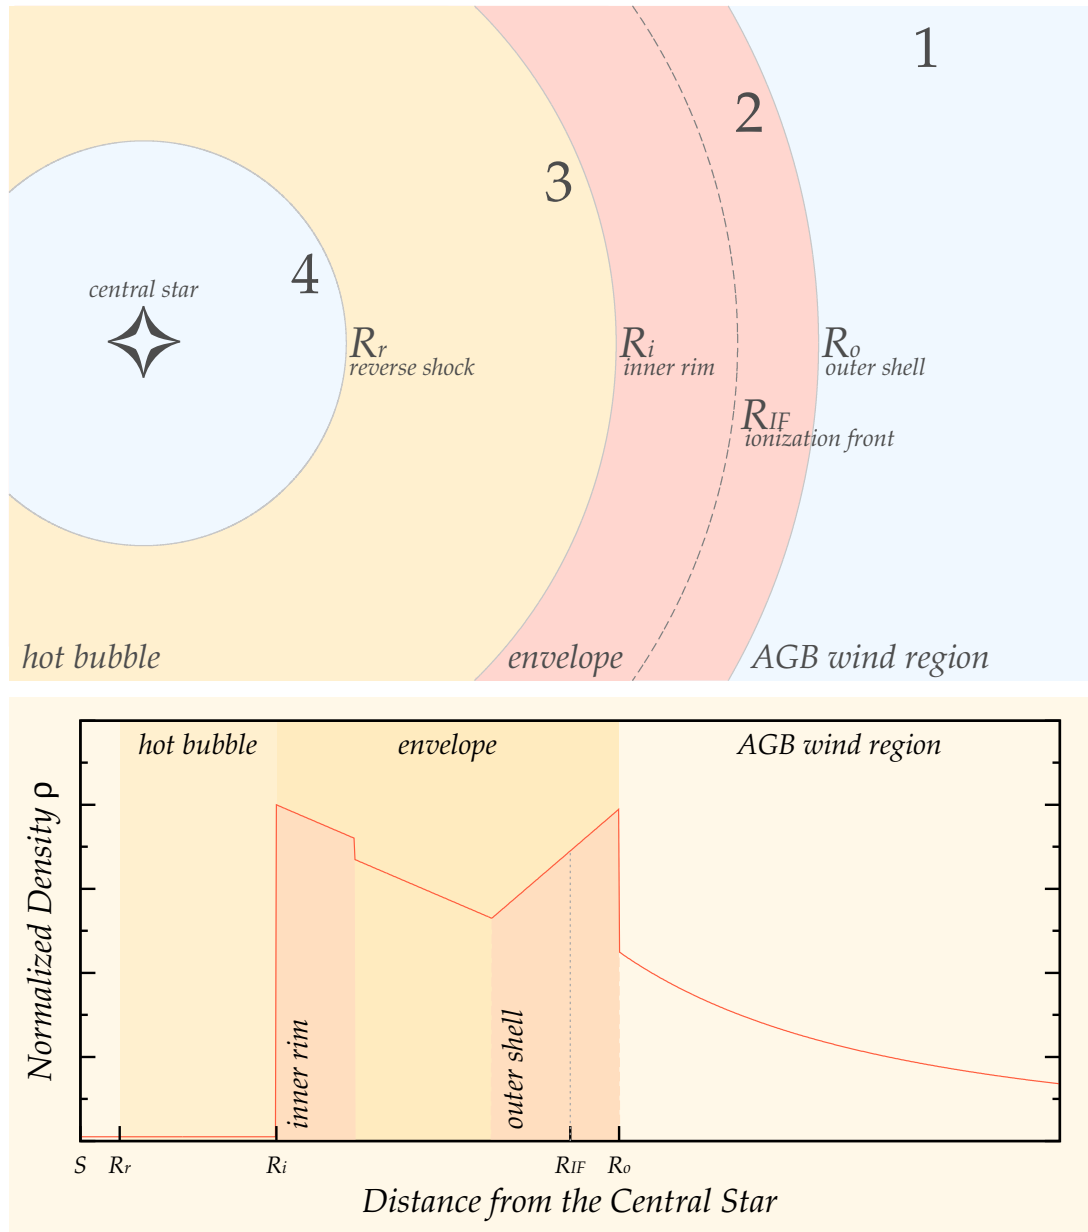 1
2
3
4
central star
Rr
reverse shock
Ri
inner rim
Ro
outer shell
RIF
ionization front
hot bubble
envelope
AGB wind region
hot bubble
envelope
AGB wind region
Normalized Density ρ
inner rim
outer shell
S
Rr
Ri
RIF
Ro
Distance from the Central Star